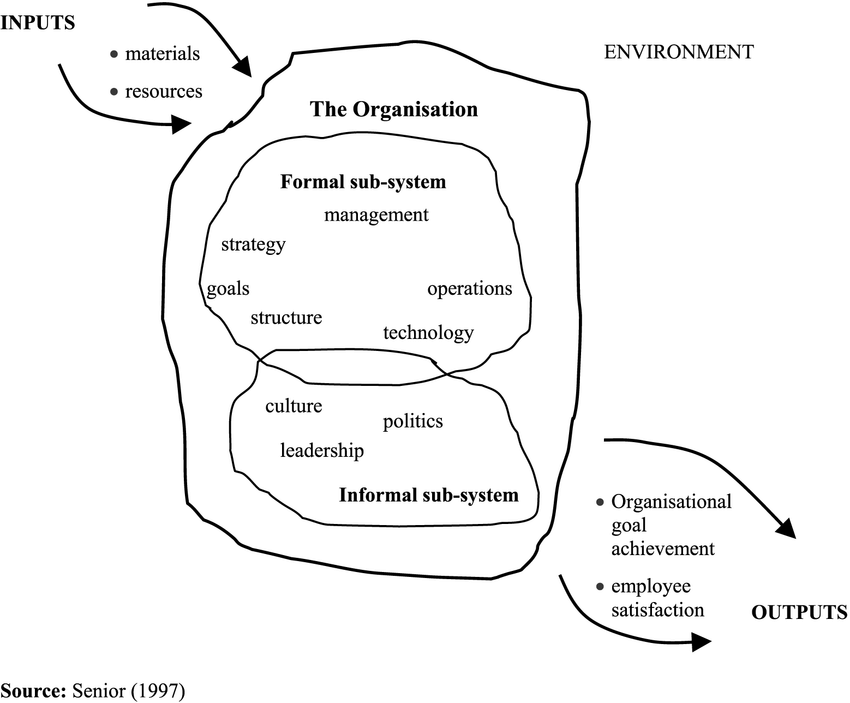 INPUTS
• materials
• resources
ENVIRONMENT
The Organisation
Formal sub-system
management
strategy
goals
operations
structure
technology
culture
politics
leadership
Informal sub-system
• Organisational
goal
achievement
• employee
satisfaction
OUTPUTS
Source: Senior (1997)